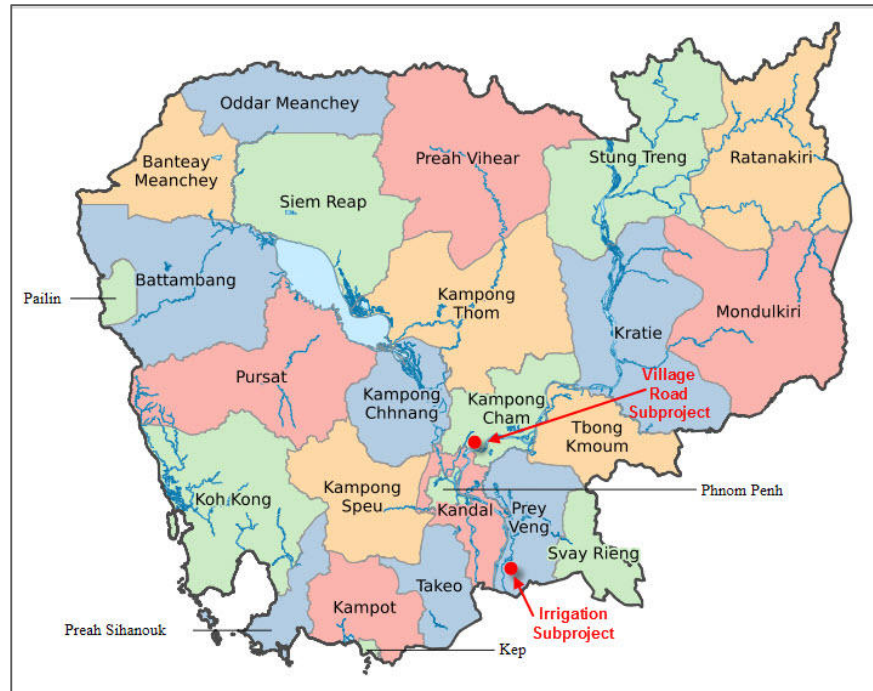 Oddar Meanchey
Preah Vihear
Stung Treng
Ratanakiri
Banteay
Meanchey
Siem Reap
Battambang
Pailin
Kampong
Thom
Mondulkiri
Kratie
Pursat
Kampong
Chhnang
Kampong
Cham
Village
Road
Subproject
Tbong
Kmoum
Koh Kong
Kampong
Speu
Phnom Penh
Kandal
Prey
Veng
Svay Rieng
Takeo
Kampot
Irrigation
Subproject
Preah Sihanouk
Kep